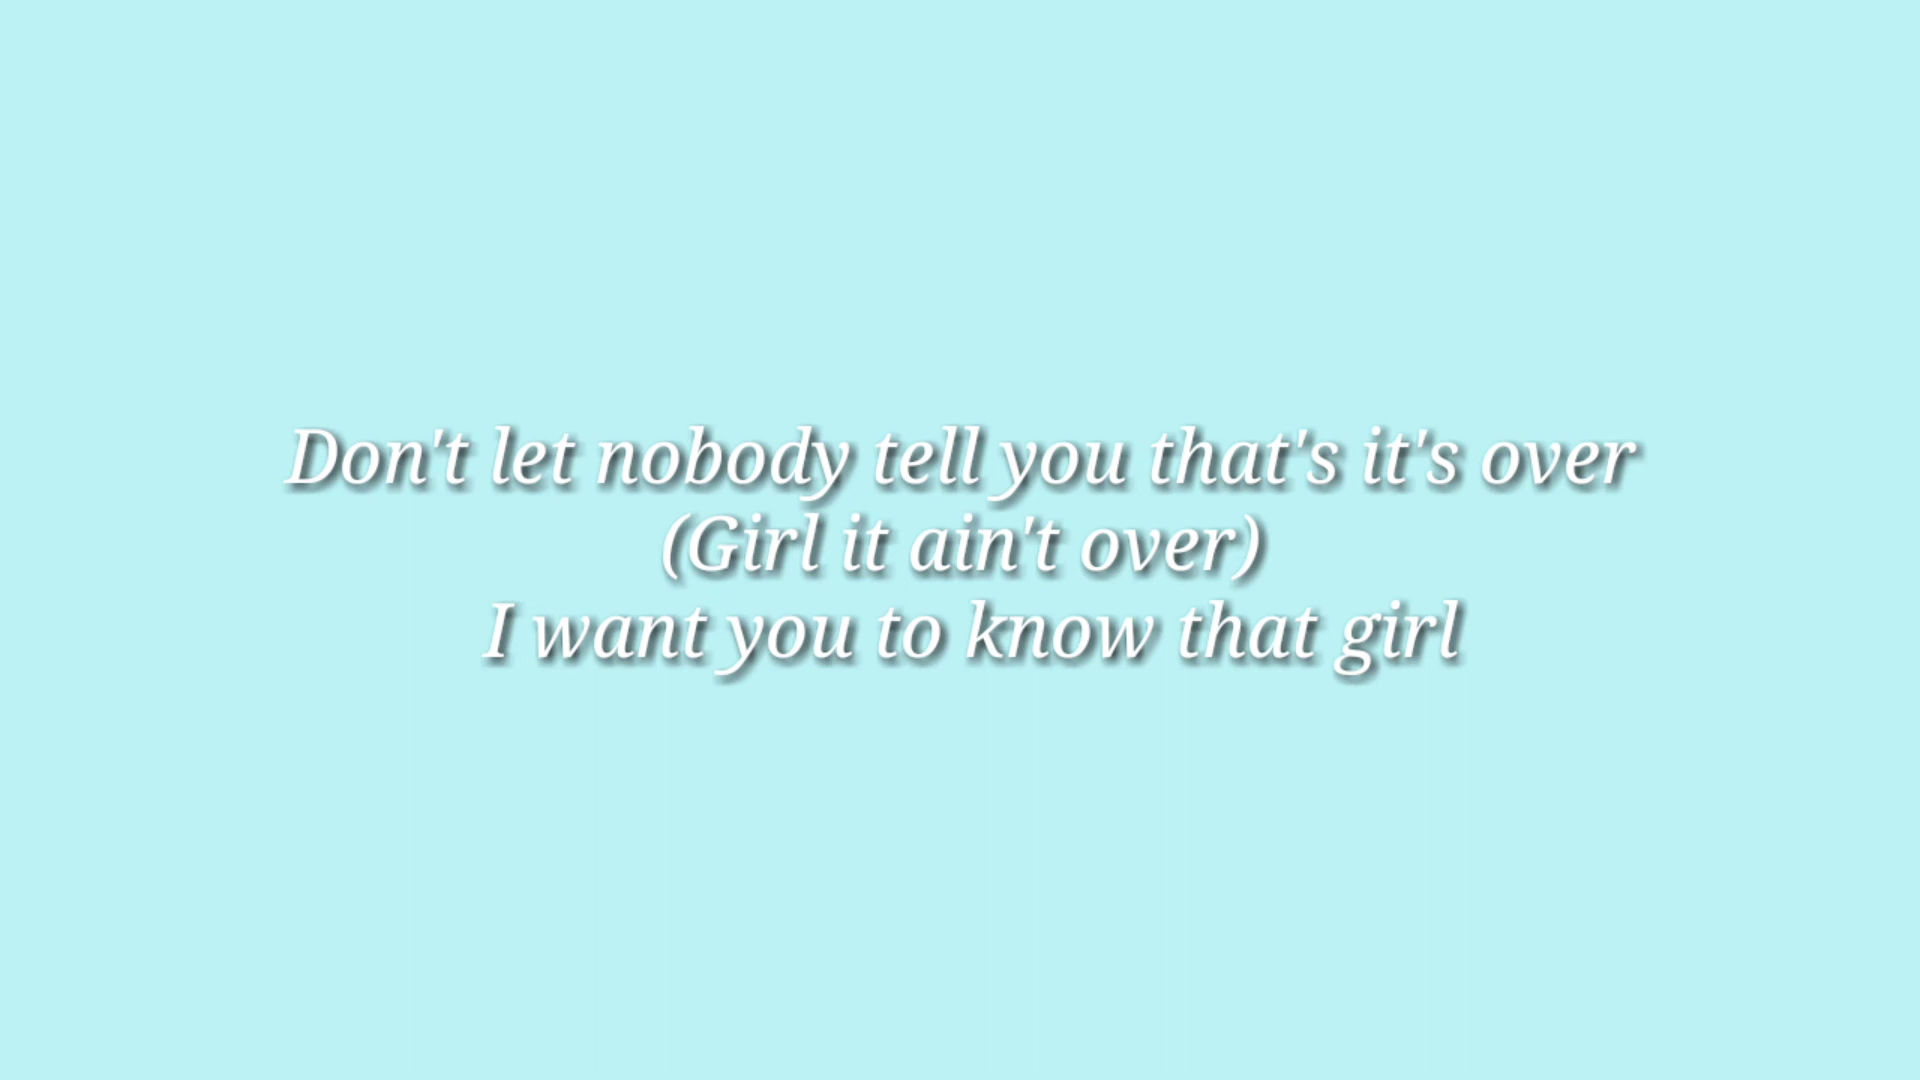 Don't let nobody tell you that's it's over
(Girl it ain't over)
I want you to know that girl